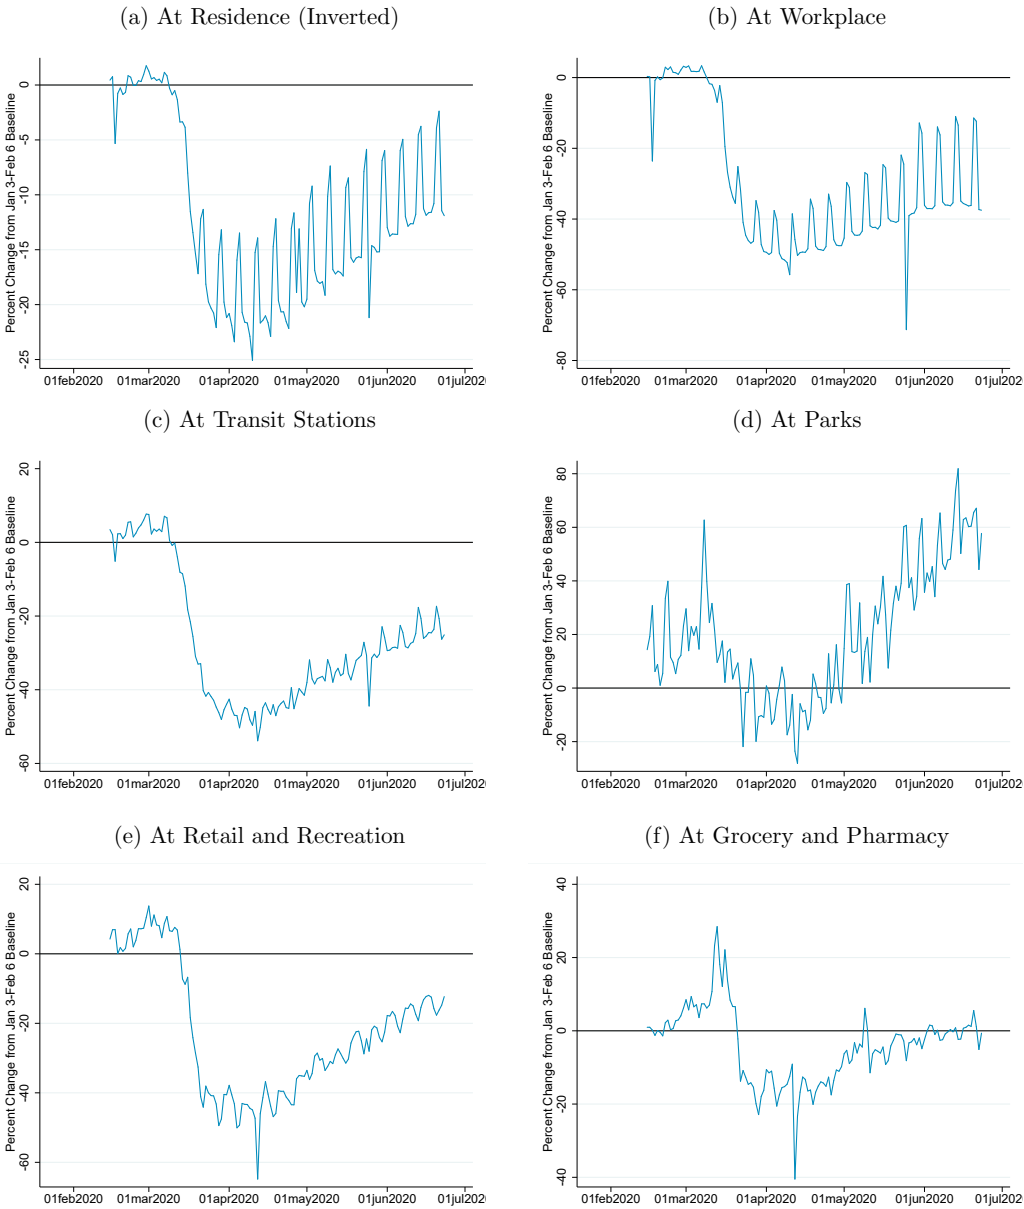 (a) At Residence (Inverted)
Percent Change from Jan 3-Feb 6 Baseline
0
-5
-10
-15
-20
-25
01feb2020 01mar2020 01apr2020 01may2020 01jun2020 01jul202
(b) At Workplace
Percent Change from Jan 3-Feb 6 Baseline
0
-20
-40
-60
-80
01feb2020 01mar2020 01apr2020 01may2020 01jun2020 01jul202
(c) At Transit Stations
Percent Change from Jan 3-Feb 6 Baseline
20
0
-20
-40
-60
01feb2020 01mar2020 01apr2020 01may2020 01jun2020 01jul202
(d) At Parks
Percent Change from Jan 3-Feb 6 Baseline
80
60
40
20
0
-20
01feb2020 01mar2020 01apr2020 01may2020 01jun2020 01jul202
(e) At Retail and Recreation
Percent Change from Jan 3-Feb 6 Baseline
20
0
-20
-40
-60
01feb2020 01mar2020 01apr2020 01may2020 01jun2020 01jul202
(f) At Grocery and Pharmacy
Percent Change from Jan 3-Feb 6 Baseline
40
20
0
-20
-40
01feb2020 01mar2020 01apr2020 01may2020 01jun2020 01jul202